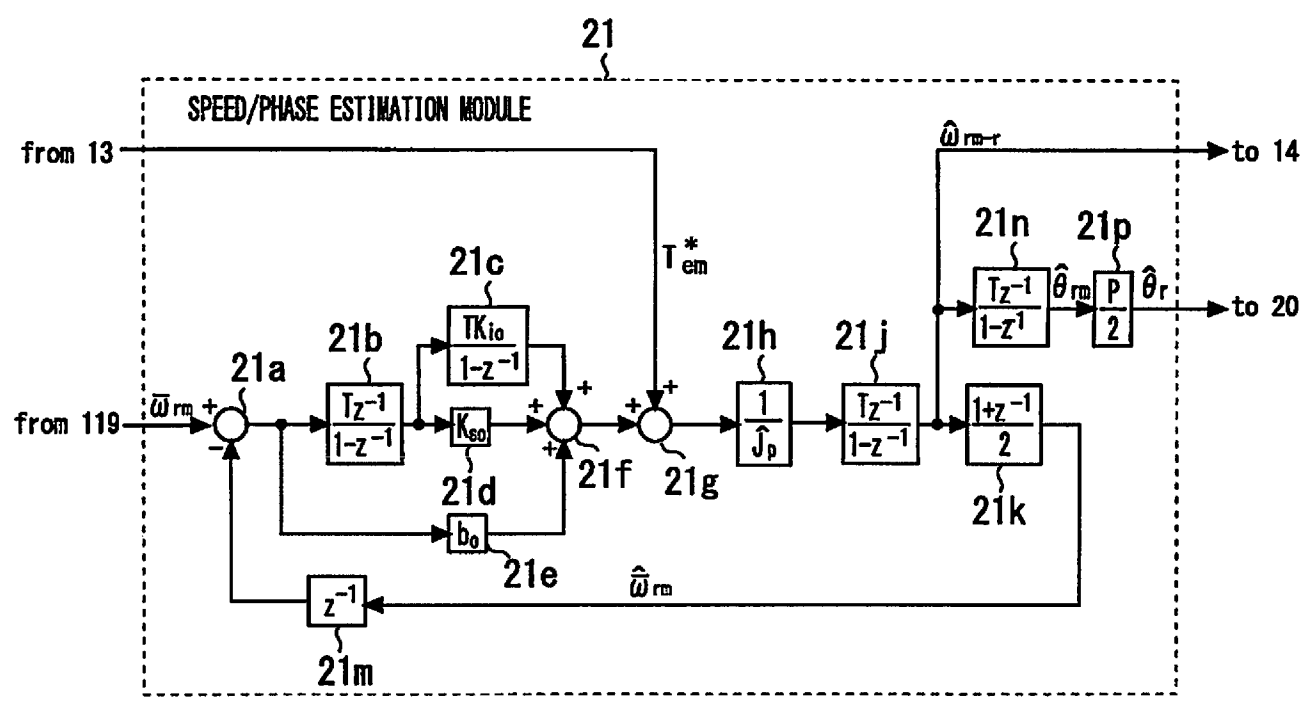 21
SPEED/PHASE ESTIMATION MODULE
from 13
ω̂rm-r
to 14
T*em
21n
Tz⁻¹
1-z¹
θ̂rm
21p
P
2
θ̂r
to 20
21c
TKio
1-z⁻¹
21b
Tz⁻¹
1-z⁻¹
21a
from 119
ω̄rm
+
-
Kso
21d
+
+
+
21f
+
+
21g
21h
1
Ĵp
21j
Tz⁻¹
1-z⁻¹
1+z⁻¹
2
21k
bo
21e
ω̄̂rm
z⁻¹
21m